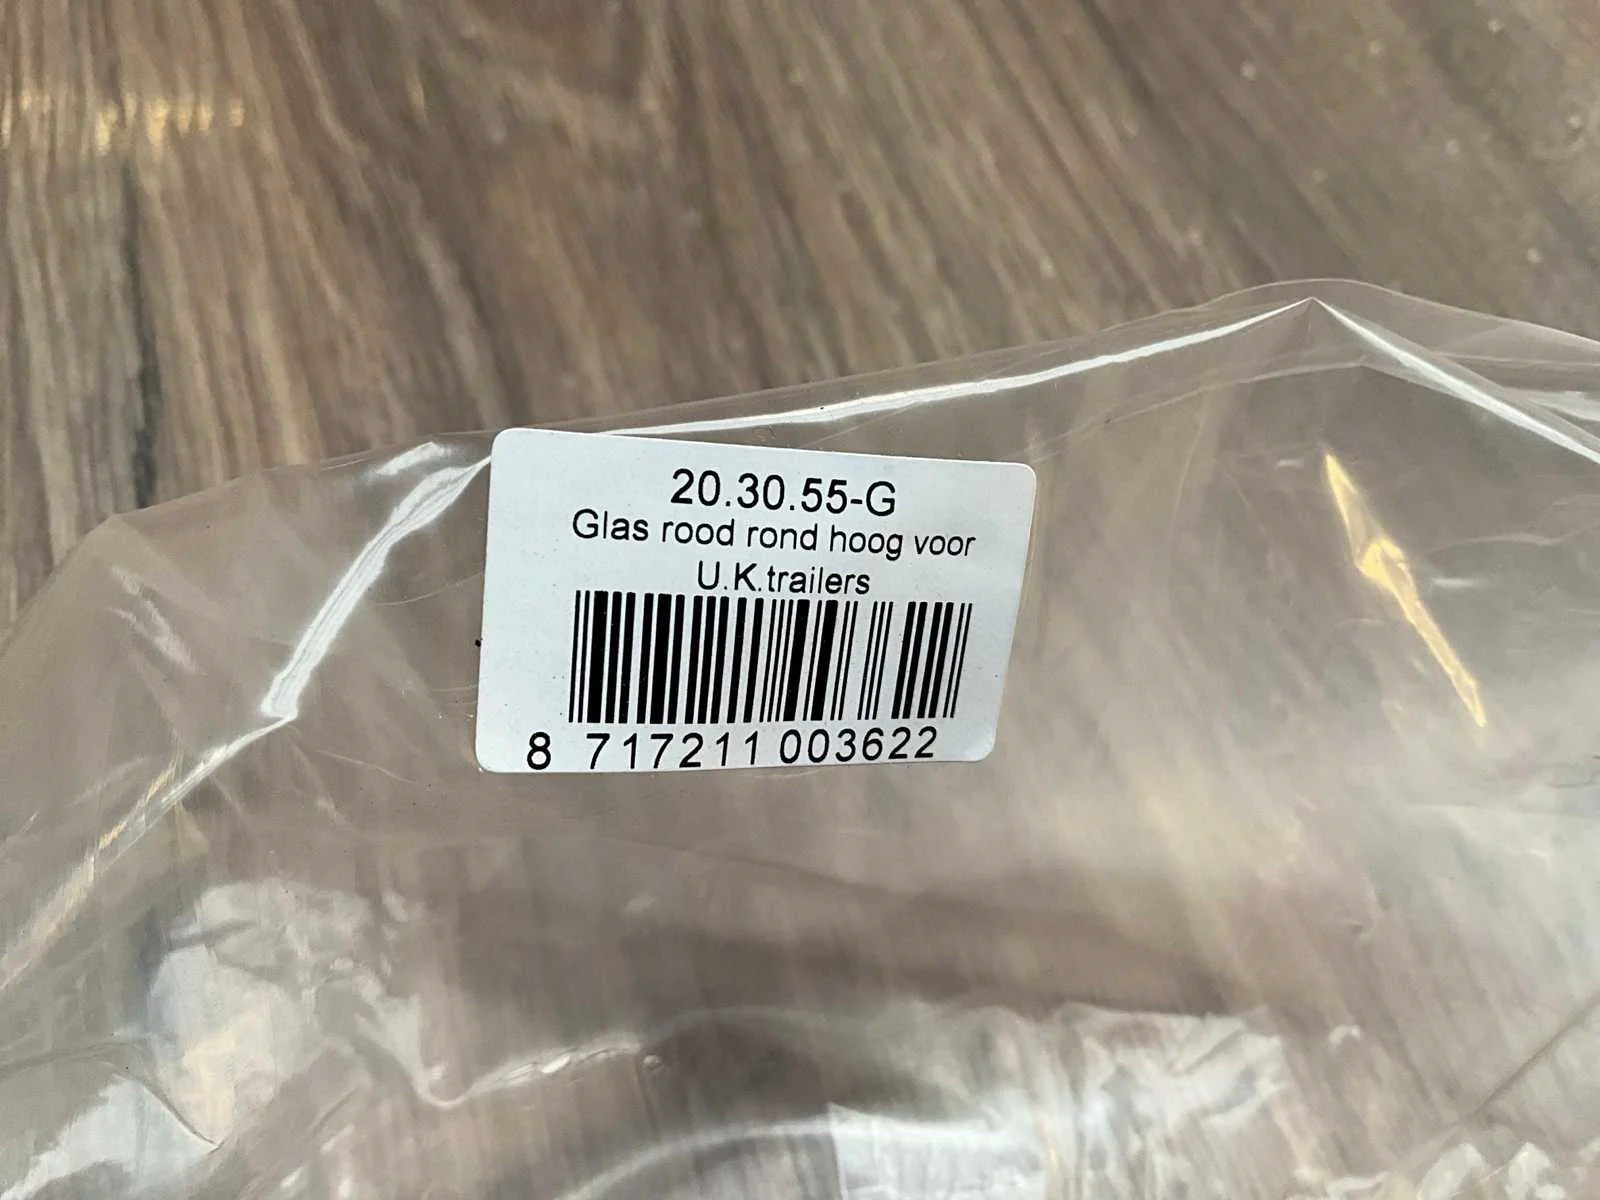 20.30.55-G
Glas rood rond hoog voor
U.K.trailers
8 717211 003622